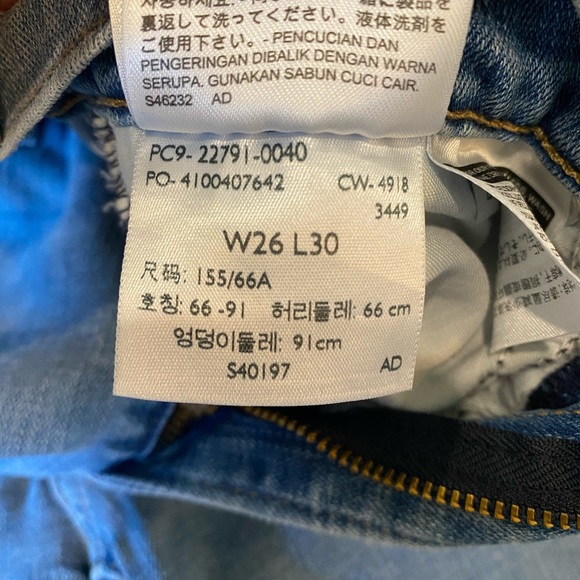 裏返して洗ってください。液体洗剤を
ご使用下さい。- PENCUCIAN DAN
PENGERINGAN DIBALIK DENGAN WARNA
SERUPA. GUNAKAN SABUN CUCI CAIR.
S46232 AD
PC9- 22791-0040
PO- 4100407642 CW- 4918
3449
W26 L30
尺码: 155/66A
호칭: 66 -91 허리둘레: 66 cm
엉덩이둘레: 91cm
S40197 AD